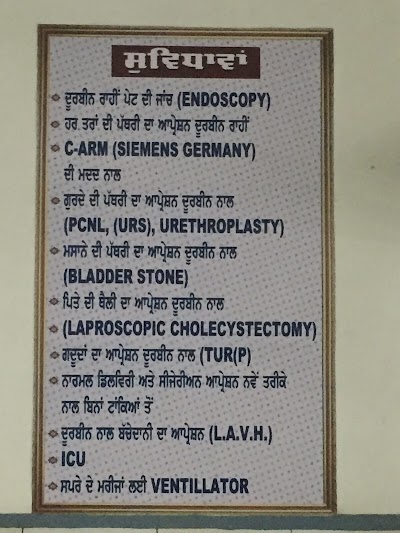 ਸੁਵਿਧਾਵਾਂ
ਦੂਰਬੀਨ ਰਾਹੀਂ ਪੇਟ ਦੀ ਜਾਂਚ (ENDOSCOPY)
ਹਰ ਤਰਾਂ ਦੀ ਪੱਥਰੀ ਦਾ ਆਪ੍ਰੇਸ਼ਨ ਦੂਰਬੀਨ ਰਾਹੀਂ
C-ARM (SIEMENS GERMANY)
ਦੀ ਮਦਦ ਨਾਲ
ਗੁਰਦੇ ਦੀ ਪੱਥਰੀ ਦਾ ਆਪ੍ਰੇਸ਼ਨ ਦੂਰਬੀਨ ਨਾਲ
(PCNL, (URS), URETHROPLASTY)
ਮਸਾਨੇ ਦੀ ਪੱਥਰੀ ਦਾ ਆਪ੍ਰੇਸ਼ਨ ਦੂਰਬੀਨ ਨਾਲ
(BLADDER STONE)
ਪਿਤੇ ਦੀ ਥੈਲੀ ਦਾ ਆਪ੍ਰੇਸ਼ਨ ਦੂਰਬੀਨ ਨਾਲ
(LAPROSCOPIC CHOLECYSTECTOMY)
ਗਦੂਦਾਂ ਦਾ ਆਪ੍ਰੇਸ਼ਨ ਦੂਰਬੀਨ ਨਾਲ (TUR(P)
ਨਾਰਮਲ ਡਿਲਵਿਰੀ ਅਤੇ ਸੀਜੇਰੀਅਨ ਆਪ੍ਰੇਸ਼ਨ ਨਵੇਂ ਤਰੀਕੇ
ਨਾਲ ਬਿਨਾਂ ਟਾਂਕਿਆਂ ਤੋਂ
ਦੂਰਬੀਨ ਨਾਲ ਬੱਚੇਦਾਨੀ ਦਾ ਆਪ੍ਰੇਸ਼ਨ (L.A.V.H.)
ICU
ਸਪਰੇ ਦੇ ਮਰੀਜਾਂ ਲਈ VENTILLATOR